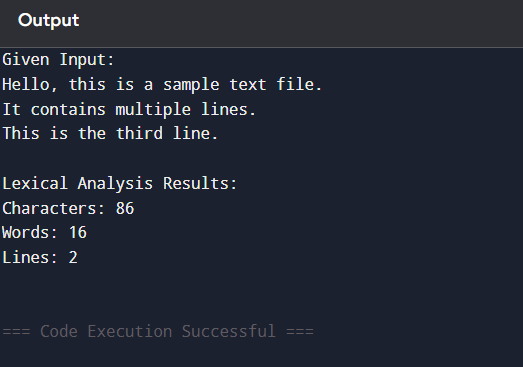 Output
Given Input:
Hello, this is a sample text file.
It contains multiple lines.
This is the third line.
Lexical Analysis Results:
Characters: 86
Words: 16
Lines: 2
=== Code Execution Successful ===